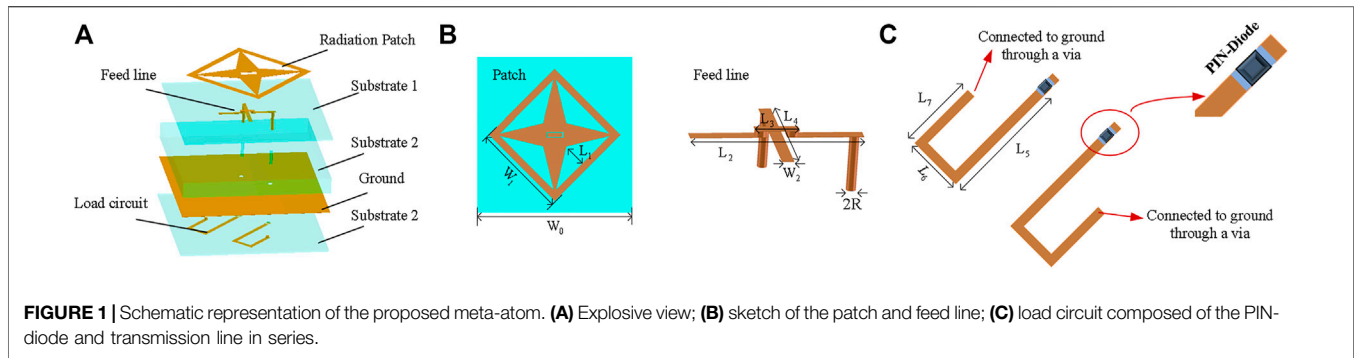 A
Radiation Patch
Feed line
Substrate 1
Substrate 2
Ground
Load circuit
Substrate 2
B
Patch
L1
W1
W0
Feed line
L3
L4
L2
W2
2R
C
Connected to ground
through a via
PIN-Diode
L7
L5
L6
Connected to ground
through a via
FIGURE 1 | Schematic representation of the proposed meta-atom. (A) Explosive view; (B) sketch of the patch and feed line; (C) load circuit composed of the PIN-
diode and transmission line in series.